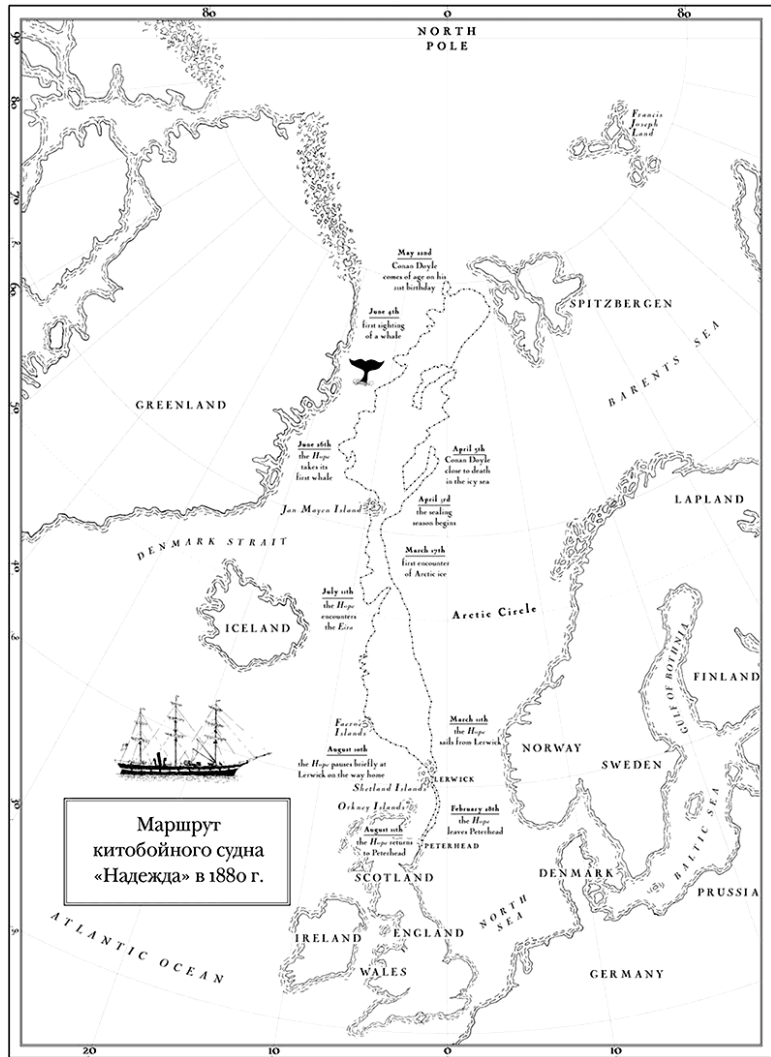 80
0
80
NORTH
POLE
90
80
70
Francis
Joseph
Land
May 22nd
Conan Doyle
comes of age on his
21st birthday
SPITZBERGEN
June 4th
first sighting
of a whale
BARENTS SEA
GREENLAND
June 26th
the Hope
takes its
first whale
April 5th
Conan Doyle
close to death
in the icy sea
LAPLAND
Jan Mayen Island
April 3rd
the sealing
season begins
DENMARK STRAIT
March 17th
first encounter
of Arctic ice
July 11th
the Hope
encounters
the Eira
Arctic Circle
ICELAND
GULF OF BOTHNIA
FINLAND
Faeroe
Islands
March 11th
the Hope
sails from Lerwick
NORWAY
SWEDEN
August 10th
the Hope pauses briefly at
Lerwick on the way home
LERWICK
Shetland Islands
Orkney Islands
February 28th
the Hope
leaves Peterhead
Маршрут
китобойного судна
«Надежда» в 1880 г.
August 11th
the Hope returns
to Peterhead
PETERHEAD
BALTIC SEA
SCOTLAND
DENMARK
PRUSSIA
NORTH
SEA
ATLANTIC OCEAN
IRELAND
ENGLAND
WALES
GERMANY
20
10
0
10